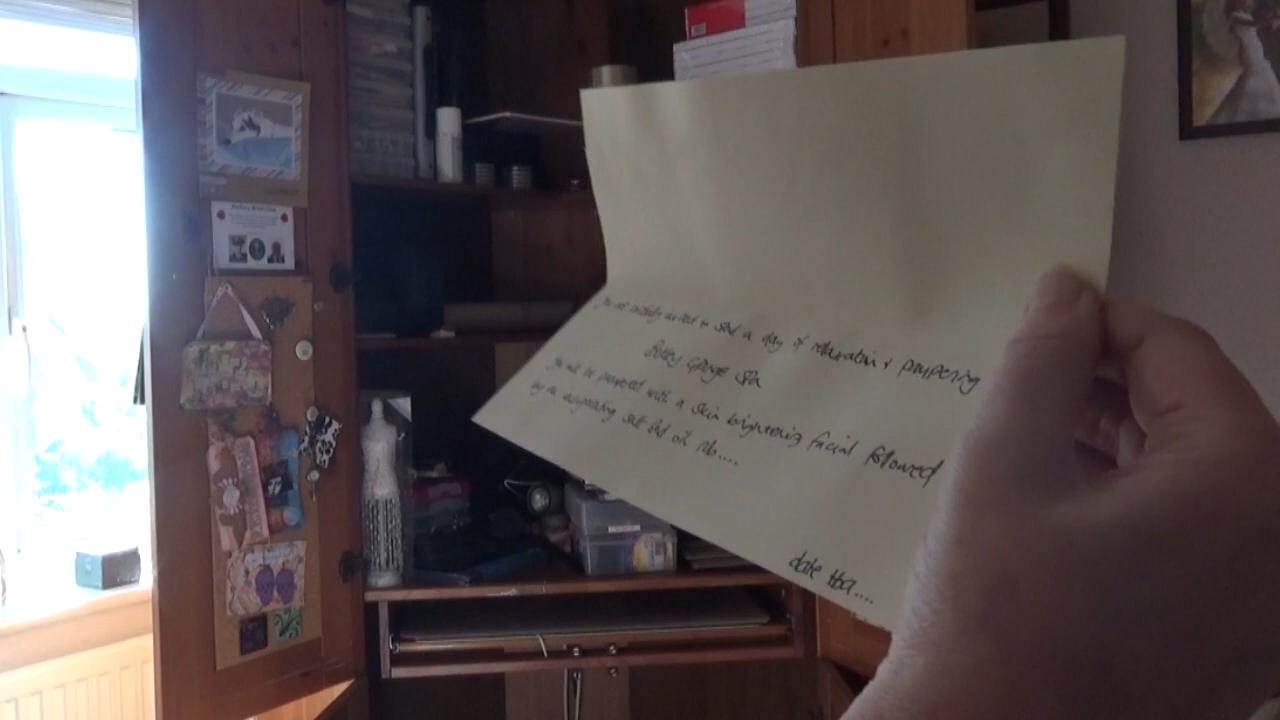 You are cordially invited to spend a day of relaxation & pampering
Spa
You will be pampered with a skin brightening facial followed
by an invigorating salt and oil rub....
date tba....